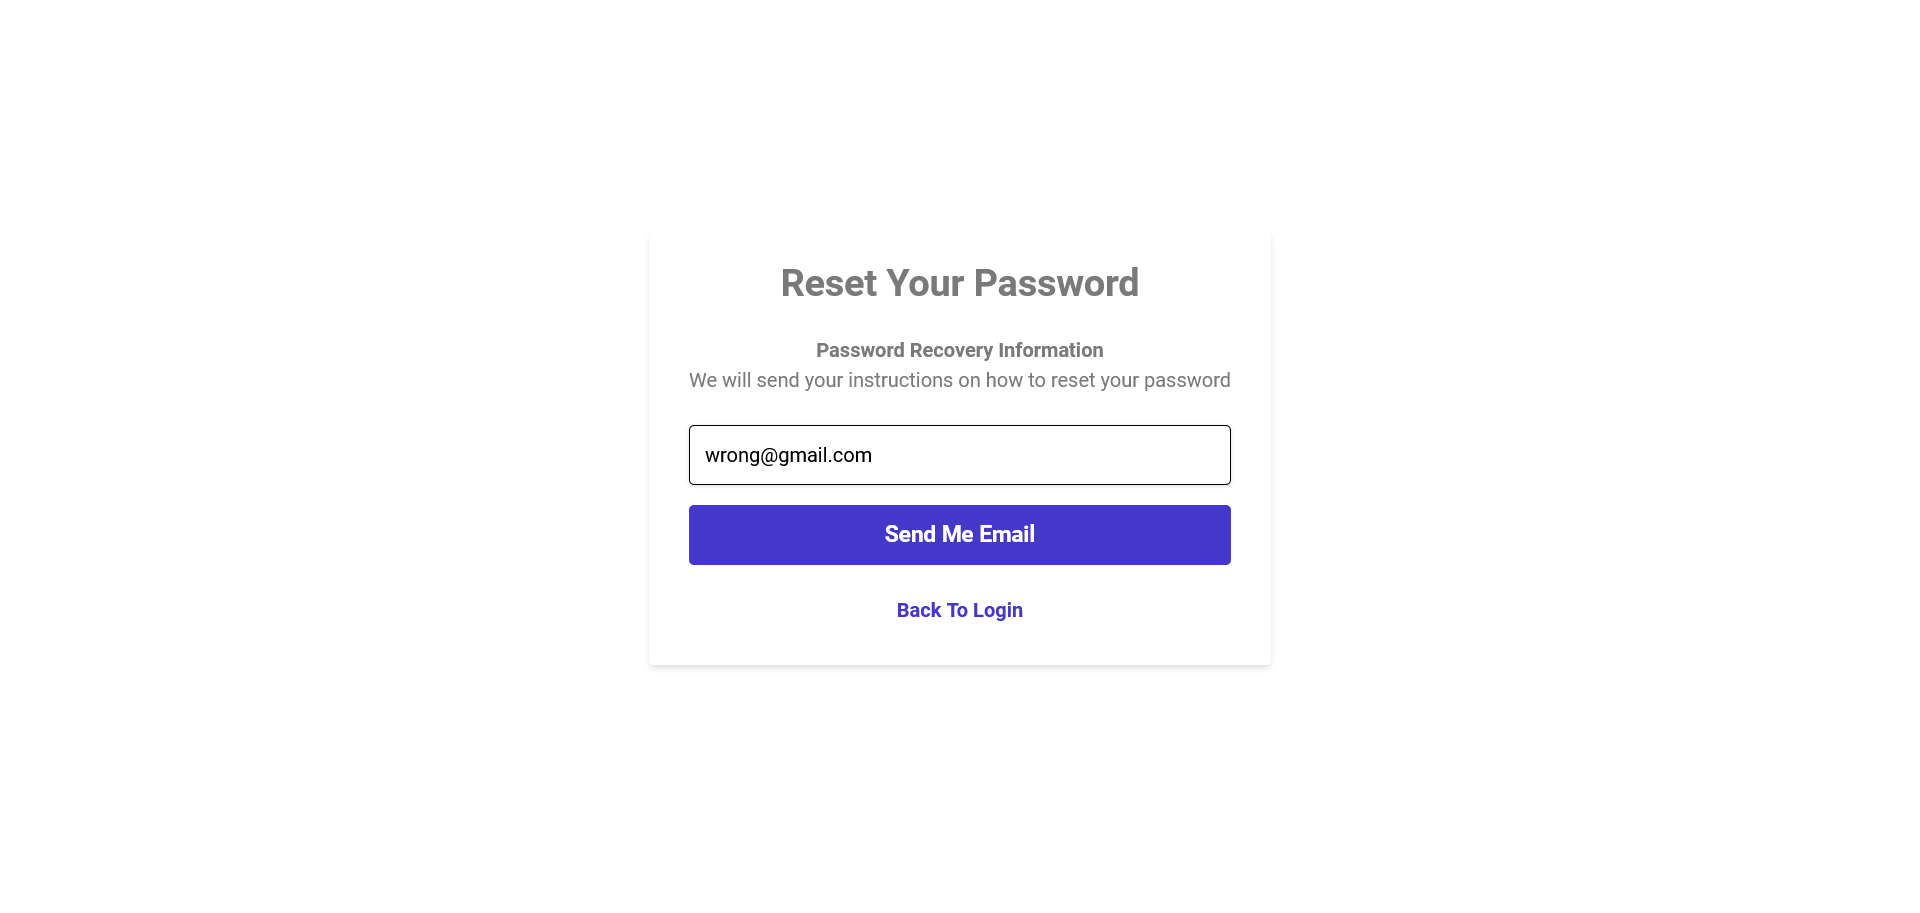 Reset Your Password
Password Recovery Information
We will send your instructions on how to reset your password
wrong@gmail.com
Send Me Email
Back To Login